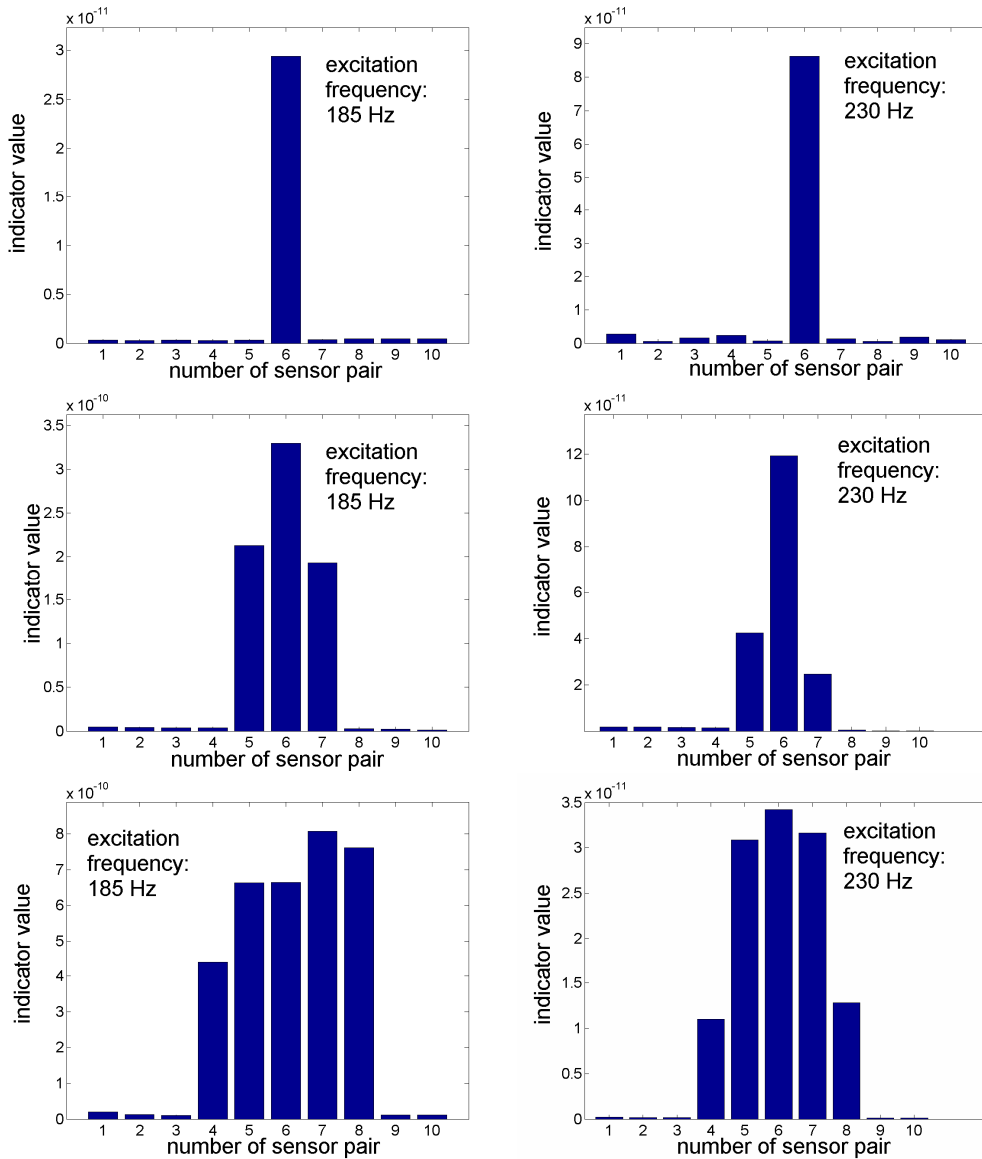 x 10-11
3
2.5
2
1.5
1
0.5
0
indicator value
excitation
frequency:
185 Hz
1 2 3 4 5 6 7 8 9 10
number of sensor pair
x 10-11
9
8
7
6
5
4
3
2
1
0
indicator value
excitation
frequency:
230 Hz
1 2 3 4 5 6 7 8 9 10
number of sensor pair
x 10-10
3.5
3
2.5
2
1.5
1
0.5
0
indicator value
excitation
frequency:
185 Hz
1 2 3 4 5 6 7 8 9 10
number of sensor pair
x 10-11
12
10
8
6
4
2
indicator value
excitation
frequency:
230 Hz
1 2 3 4 5 6 7 8 9 10
number of sensor pair
x 10-10
8
7
6
5
4
3
2
1
0
indicator value
excitation
frequency:
185 Hz
1 2 3 4 5 6 7 8 9 10
number of sensor pair
x 10-11
3.5
3
2.5
2
1.5
1
0.5
0
indicator value
excitation
frequency:
230 Hz
1 2 3 4 5 6 7 8 9 10
number of sensor pair